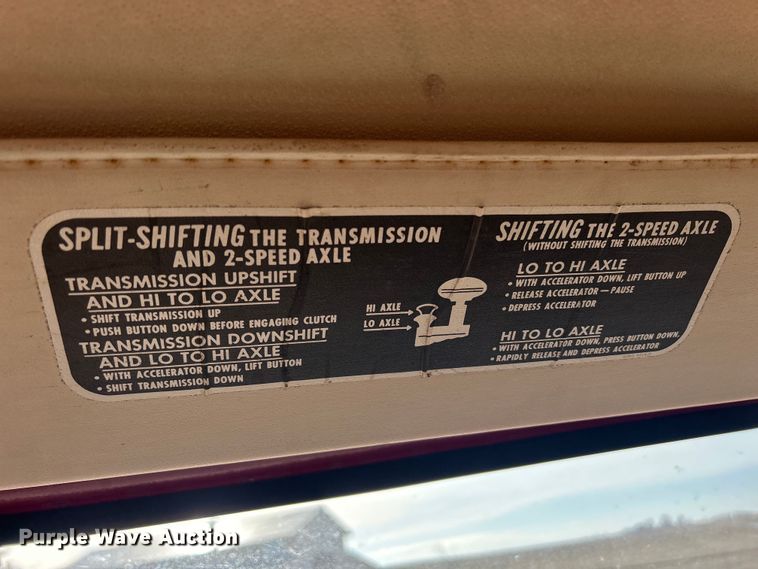 SPLIT-SHIFTING THE TRANSMISSION
AND 2-SPEED AXLE
TRANSMISSION UPSHIFT
AND HI TO LO AXLE
• SHIFT TRANSMISSION UP
• PUSH BUTTON DOWN BEFORE ENGAGING CLUTCH
TRANSMISSION DOWNSHIFT
AND LO TO HI AXLE
• WITH ACCELERATOR DOWN, LIFT BUTTON
• SHIFT TRANSMISSION DOWN
HI AXLE
LO AXLE
SHIFTING THE 2-SPEED AXLE
(WITHOUT SHIFTING THE TRANSMISSION)
LO TO HI AXLE
• WITH ACCELERATOR DOWN, LIFT BUTTON UP
• RELEASE ACCELERATOR — PAUSE
• DEPRESS ACCELERATOR
HI TO LO AXLE
• WITH ACCELERATOR DOWN, PRESS BUTTON DOWN,
• RAPIDLY RELEASE AND DEPRESS ACCELERATOR
Purple Wave Auction